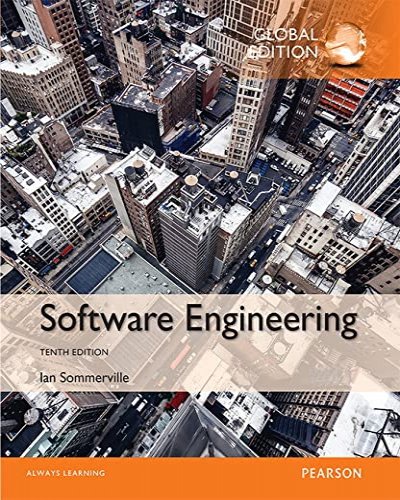 GLOBAL
EDITION
Software Engineering
TENTH EDITION
Ian Sommerville
ALWAYS LEARNING
PEARSON